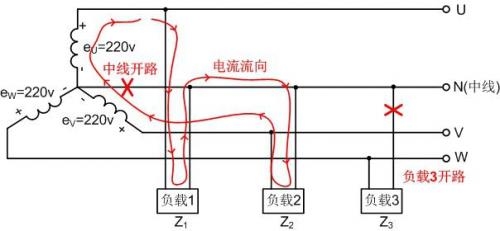 U
+
eU=220v
-
中线开路
电流流向
N(中线)
eW=220v
-
-
+
eV=220v
+
V
W
负载3开路
负载1
负载2
负载3
Z1
Z2
Z3